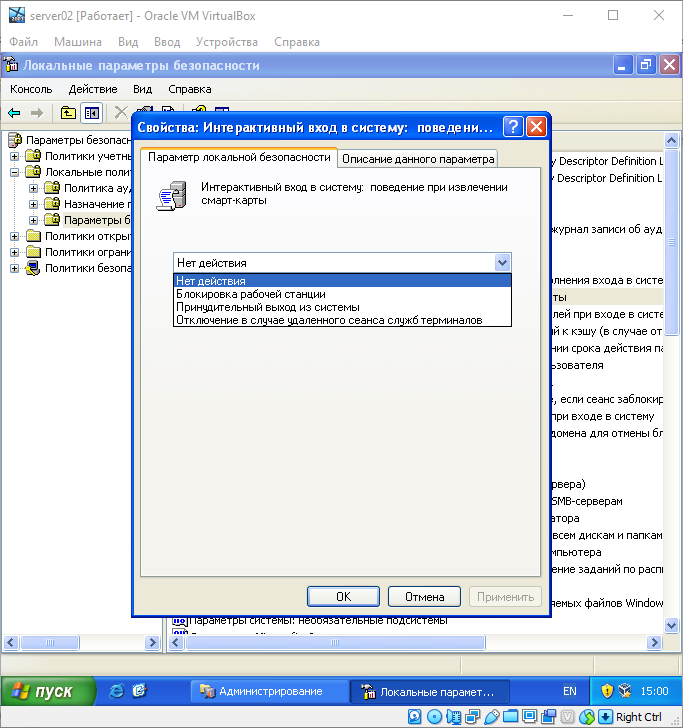 server02 [Работает] - Oracle VM VirtualBox
Файл Машина Вид Ввод Устройства Справка
Локальные параметры безопасности
Консоль Действие Вид Справка
Параметры безопасн
Политики учетны
Локальные полит
Политика ауд
Назначение п
Параметры б
Политики открыт
Политики ограни
Политики безопа
Свойства: Интерактивный вход в систему: поведени...
Параметр локальной безопасности
Описание данного параметра
Интерактивный вход в систему: поведение при извлечении
смарт-карты
Нет действия
Нет действия
Блокировка рабочей станции
Принудительный выход из системы
Отключение в случае удаленного сеанса служб терминалов
OK Отмена Применить
y Descriptor Definition L
y Descriptor Definition L
журнал записи об ауд
олнения входа в систе
ты
лей при входе в систе
й к кэшу (в случае от
нии срока действия па
ьзователя
е, если сеанс заблокир
при входе в систему
домена для отмены бл
рвера)
SMB-серверам
атора
всем дискам и папкам
мпьютера
ение заданий по распи
яемых файлов Window
Параметры системы: необязательные подсистемы
пуск
Администрирование
Локальные парамет...
EN
15:00
Right Ctrl